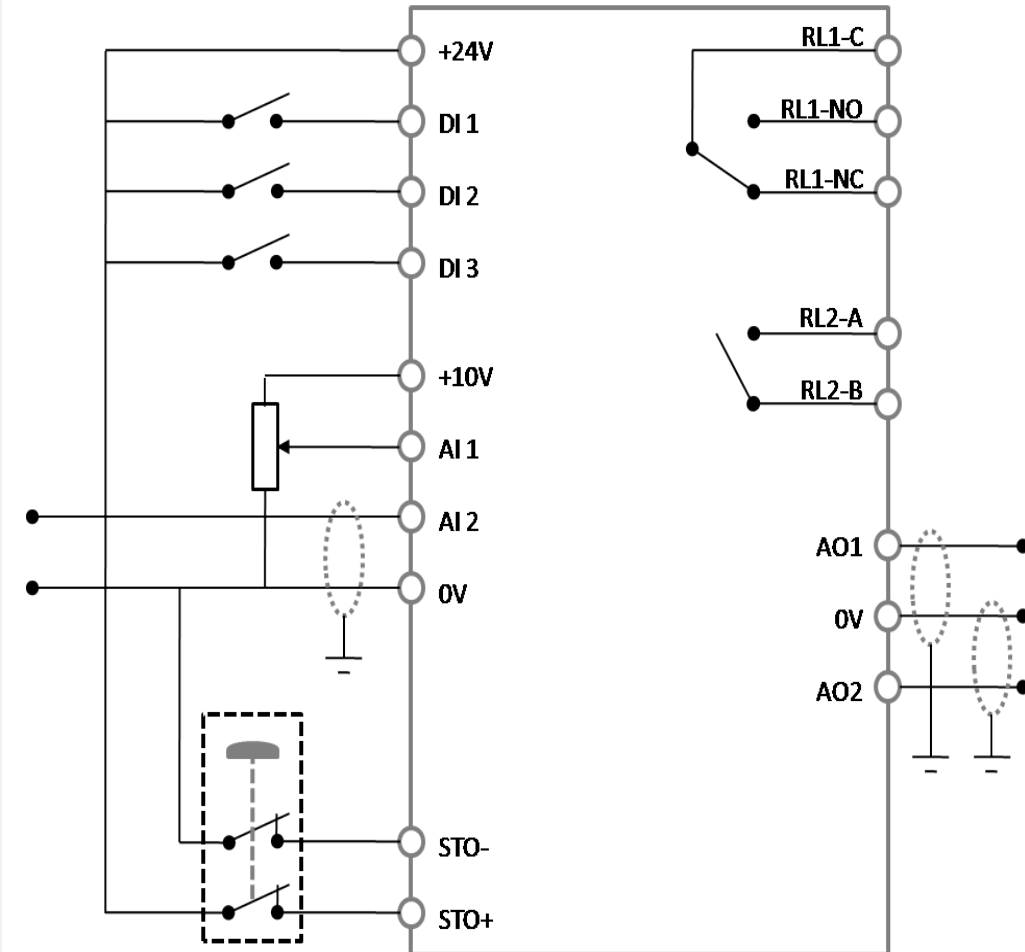 +24V
DI 1
DI 2
DI 3
+10V
AI 1
AI 2
0V
STO-
STO+
RL1-C
RL1-NO
RL1-NC
RL2-A
RL2-B
AO1
0V
AO2